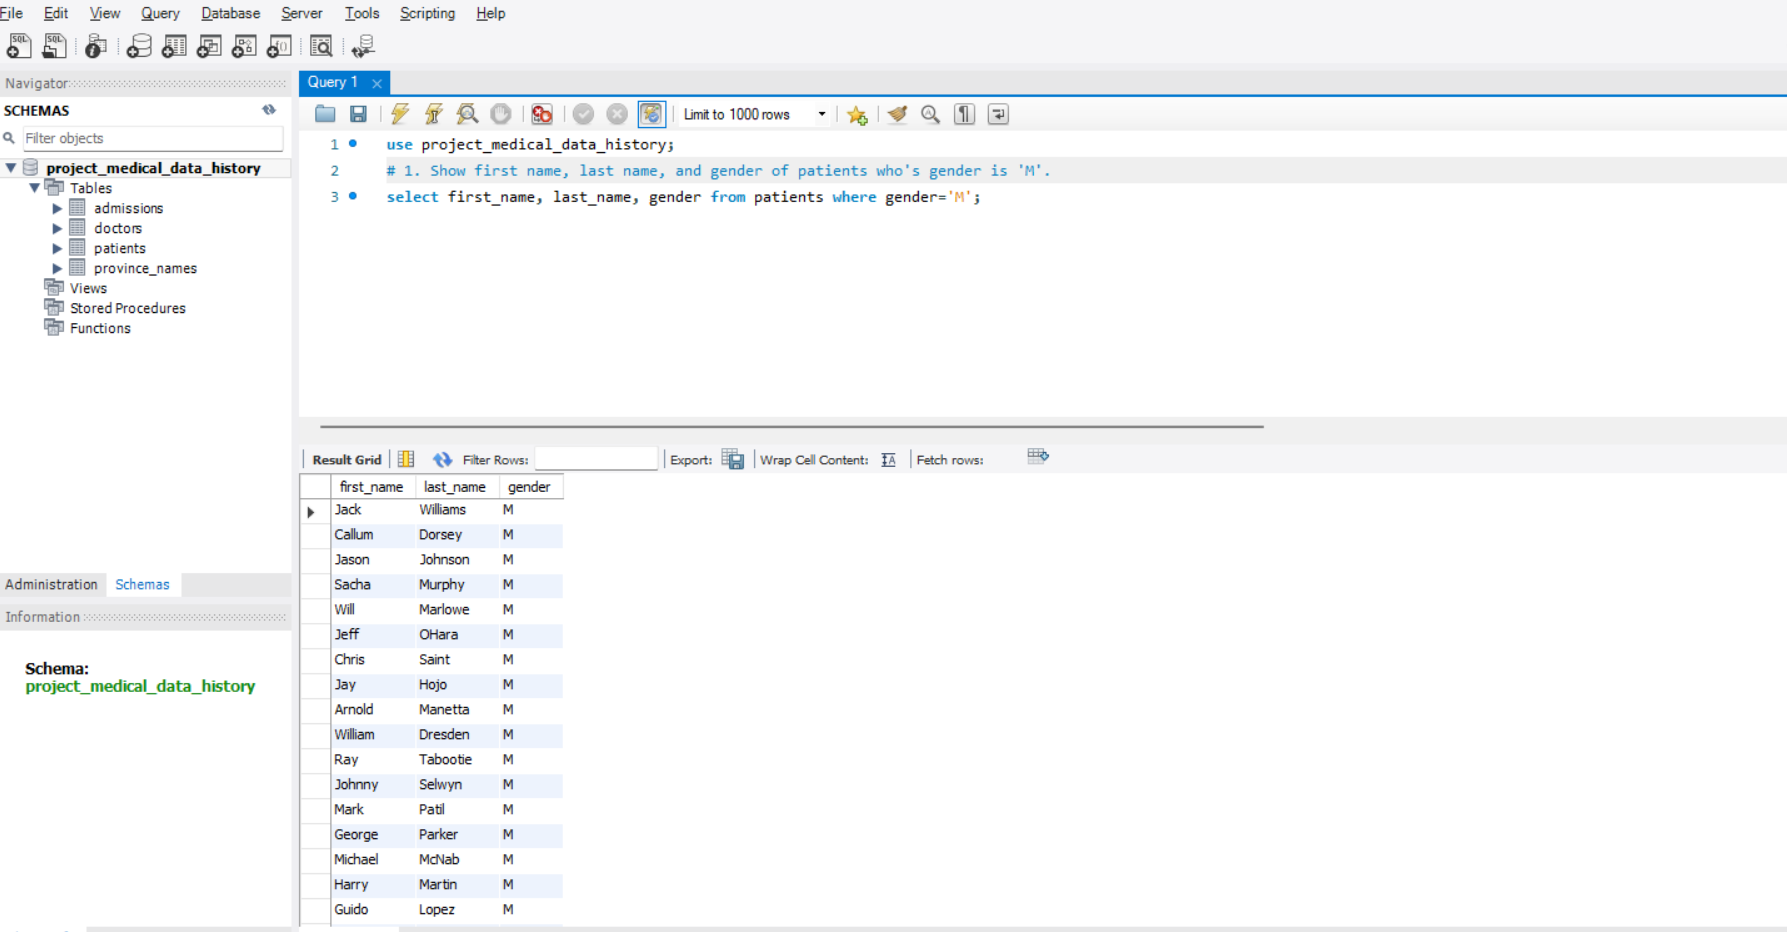 File Edit View Query Database Server Tools Scripting Help
Navigator
SCHEMAS
Filter objects
project_medical_data_history
Tables
admissions
doctors
patients
province_names
Views
Stored Procedures
Functions
Administration Schemas
Information
Schema:
project_medical_data_history
Query 1
Limit to 1000 rows
1 use project_medical_data_history;
2 # 1. Show first name, last name, and gender of patients who's gender is 'M'.
3 select first_name, last_name, gender from patients where gender='M';
Result Grid Filter Rows: Export: Wrap Cell Content: Fetch rows:
first_name last_name gender
Jack Williams M
Callum Dorsey M
Jason Johnson M
Sacha Murphy M
Will Marlowe M
Jeff OHara M
Chris Saint M
Jay Hojo M
Arnold Manetta M
William Dresden M
Ray Tabootie M
Johnny Selwyn M
Mark Patil M
George Parker M
Michael McNab M
Harry Martin M
Guido Lopez M